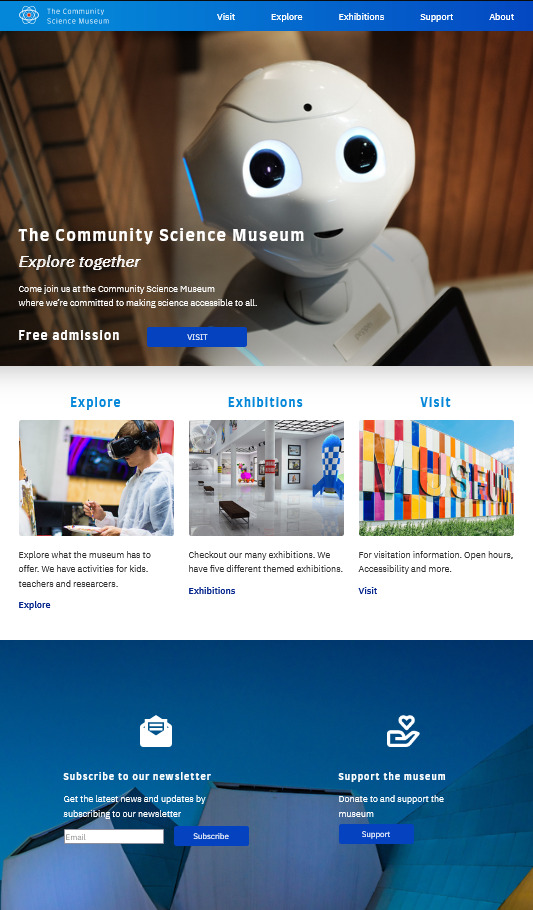 The Community
Science Museum
Visit Explore Exhibitions Support About
The Community Science Museum
Explore together
Come join us at the Community Science Museum
where we're committed to making science accessible to all.
Free admission VISIT
Explore
Exhibitions
Visit
MUSEUM
Explore what the museum has to
offer. We have activities for kids.
teachers and researcers.
Explore
Checkout our many exhibitions. We
have five different themed exhibitions.
Exhibitions
For visitation information. Open hours,
Accessibility and more.
Visit
Subscribe to our newsletter
Get the latest news and updates by
subscribing to our newsletter
Email Subscribe
Support the museum
Donate to and support the
museum
Support